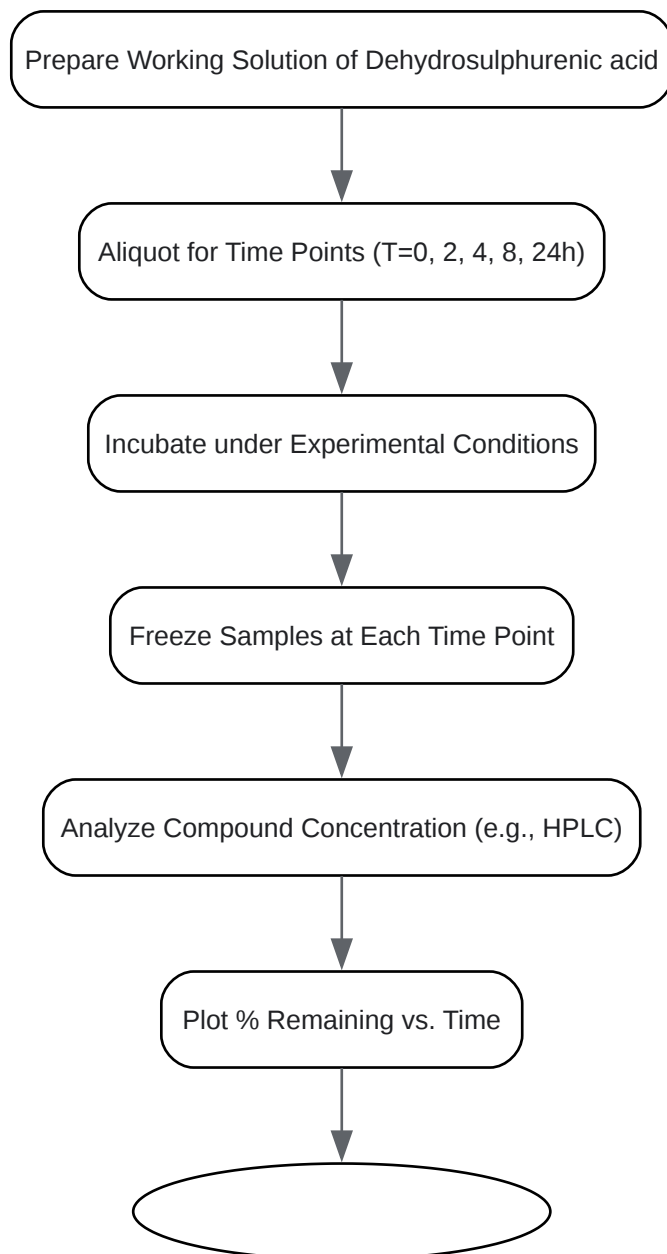 Prepare Working Solution of Dehydrosulphurenic acid
Aliquot for Time Points (T=0, 2, 4, 8, 24h)
Incubate under Experimental Conditions
Freeze Samples at Each Time Point
Analyze Compound Concentration (e.g., HPLC)
Plot % Remaining vs. Time